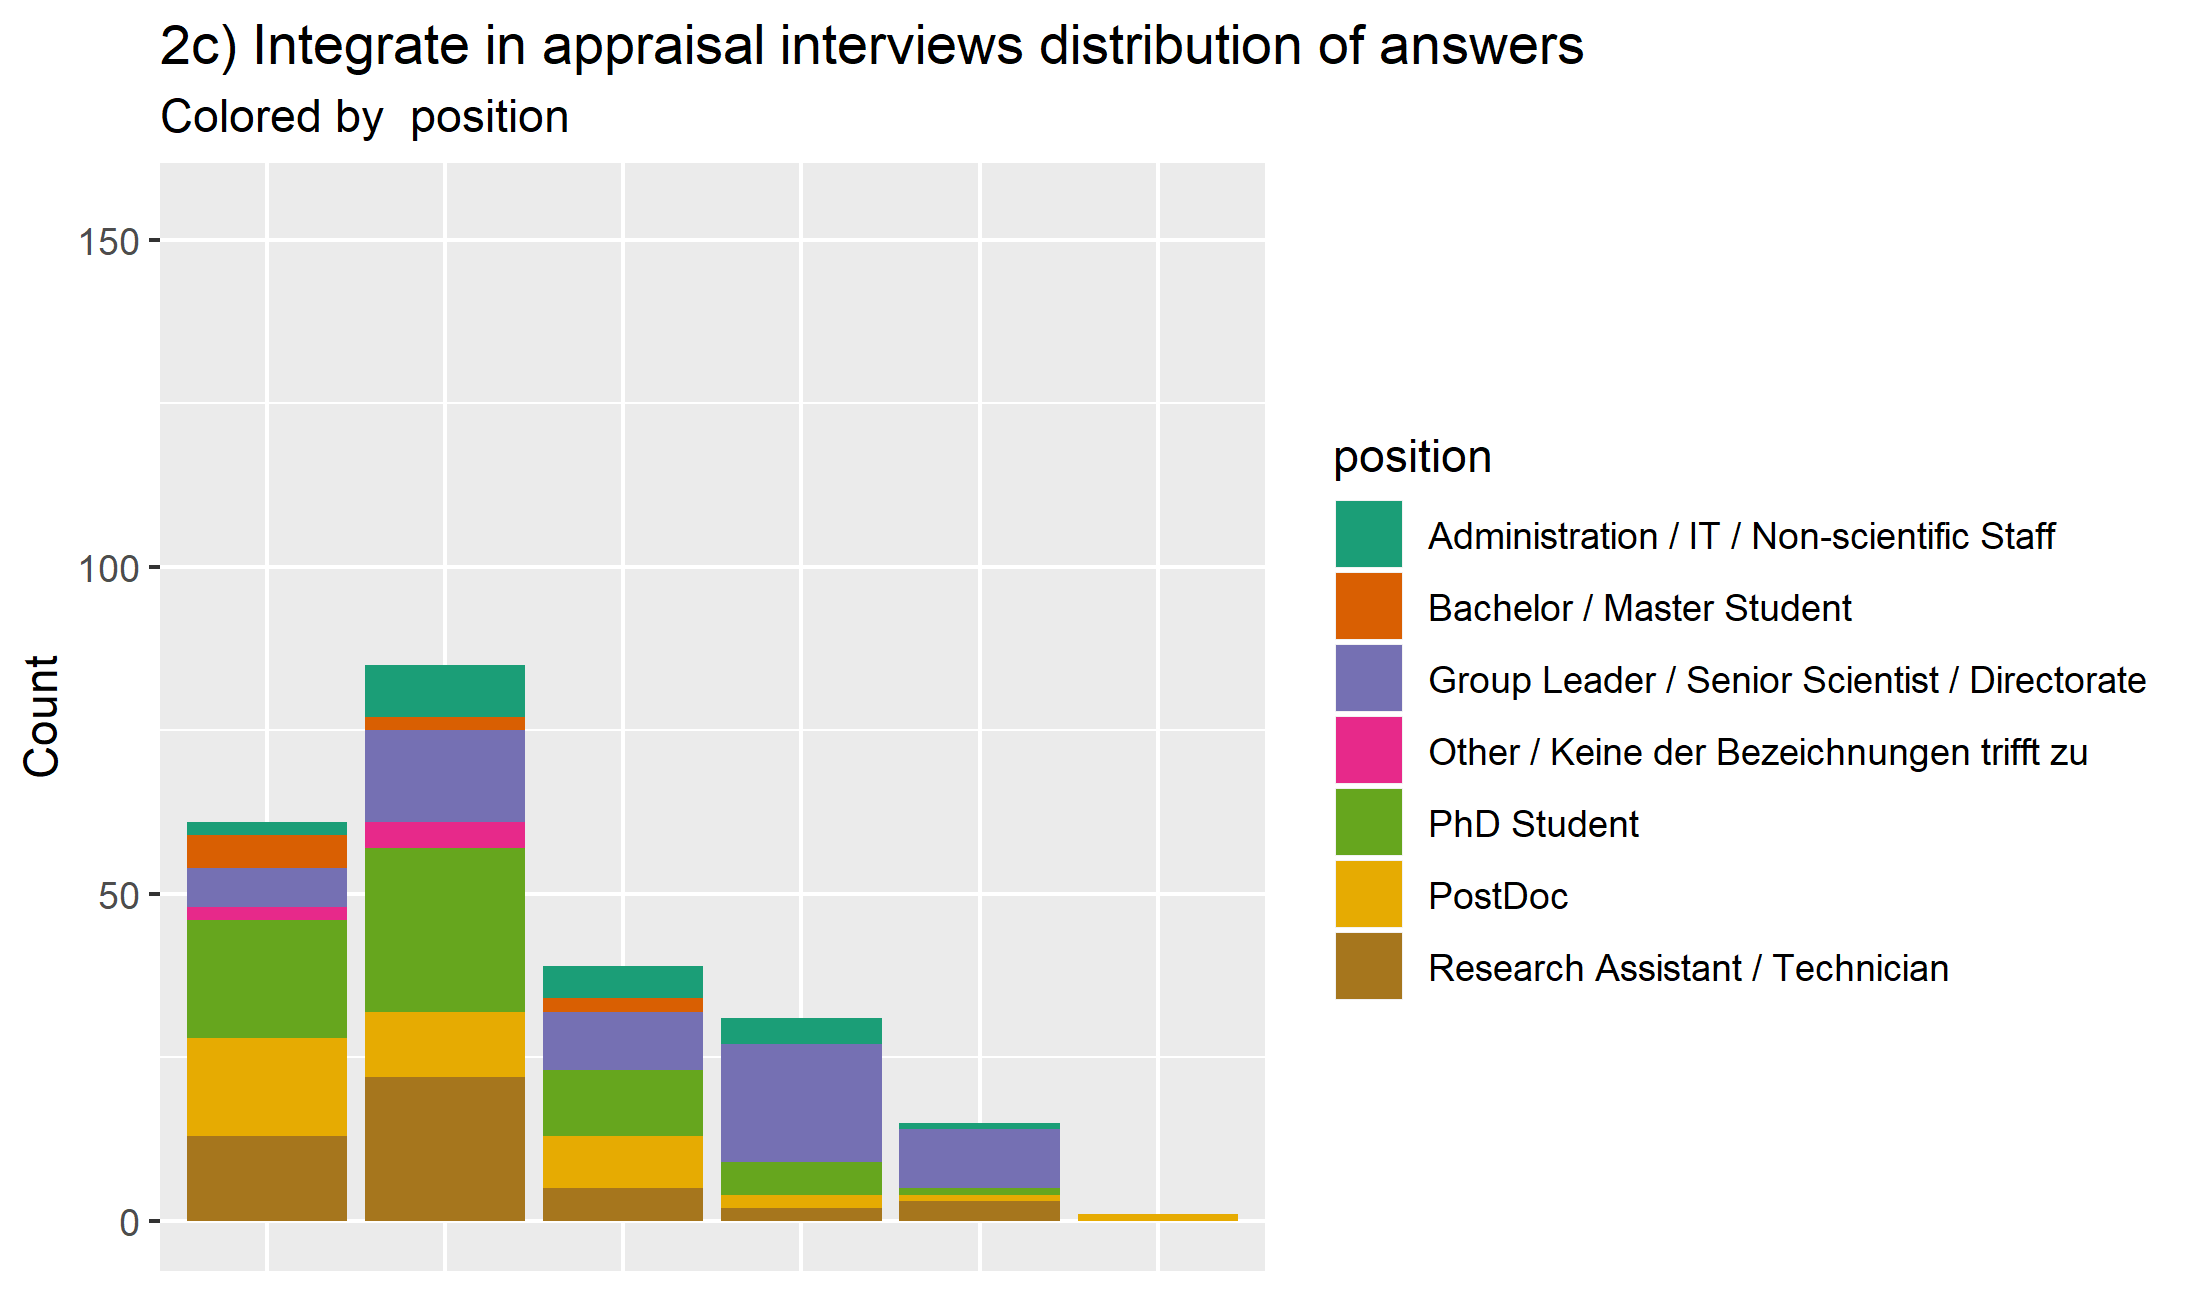 2c) Integrate in appraisal interviews distribution of answers
Colored by  position
150
100
50
0
Count
position
Administration / IT / Non-scientific Staff
Bachelor / Master Student
Group Leader / Senior Scientist / Directorate
Other / Keine der Bezeichnungen trifft zu
PhD Student
PostDoc
Research Assistant / Technician